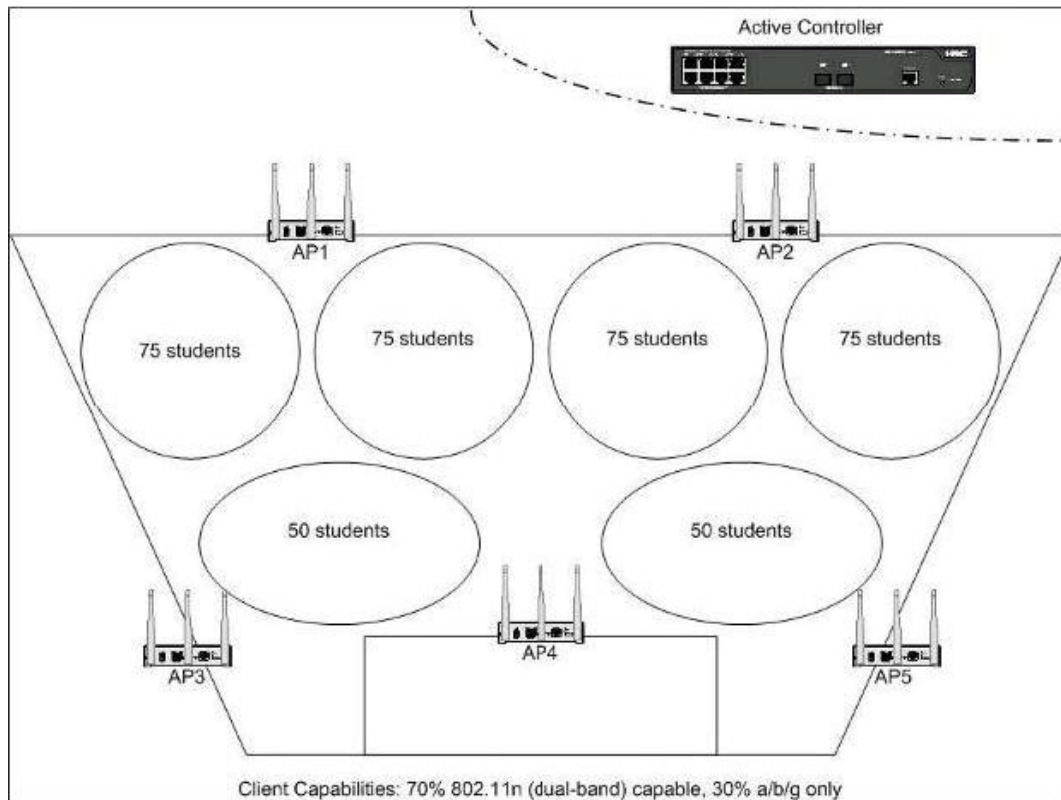 Active Controller
H3C
AP1
AP2
75 students
75 students
75 students
75 students
50 students
50 students
AP3
AP4
AP5
Client Capabilities: 70% 802.11n (dual-band) capable, 30% a/b/g only